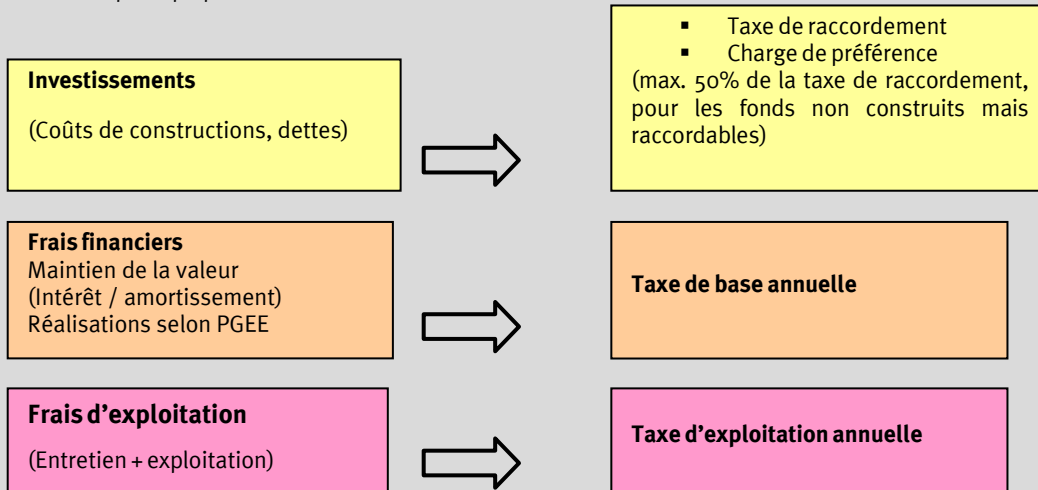 Investissements
(Coûts de constructions, dettes)
▪ Taxe de raccordement
▪ Charge de préférence
(max. 50% de la taxe de raccordement,
pour les fonds non construits mais
raccordables)
Frais financiers
Maintien de la valeur
(Intérêt / amortissement)
Réalisations selon PGEE
Taxe de base annuelle
Frais d’exploitation
(Entretien + exploitation)
Taxe d’exploitation annuelle